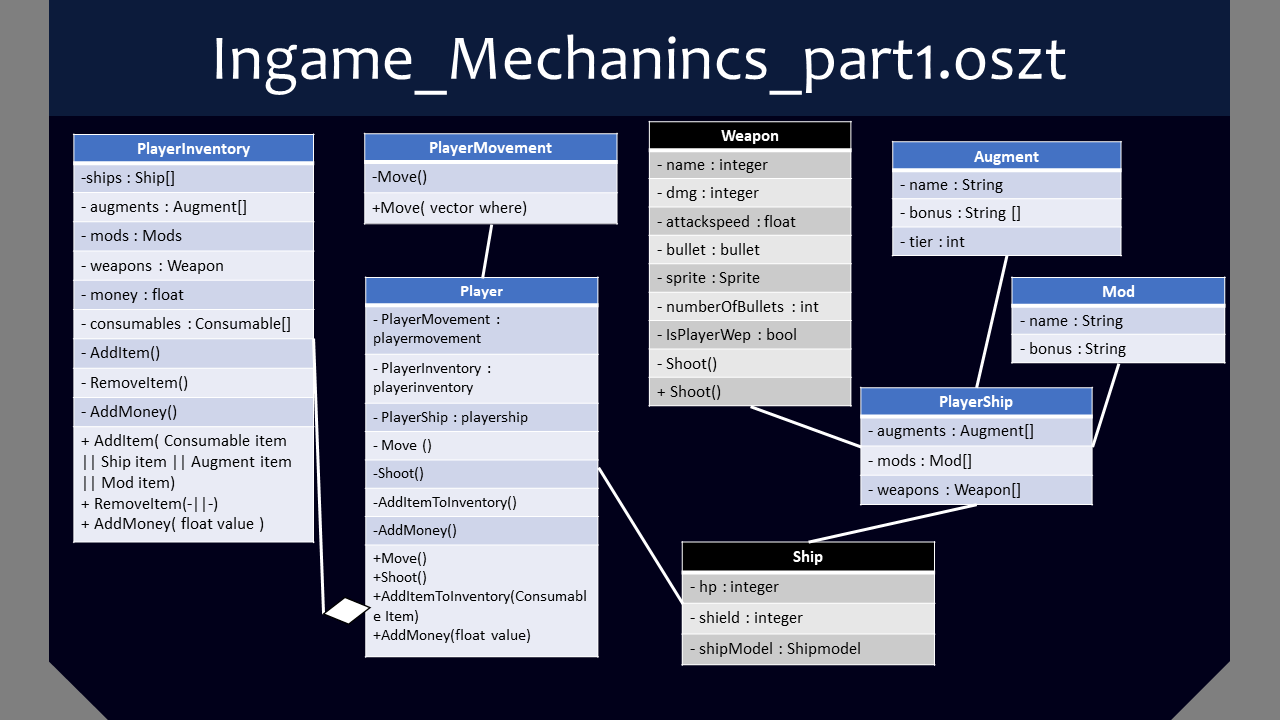 Ingame_Mechanincs_part1.oszt
PlayerInventory
-ships : Ship[]
- augments : Augment[]
- mods : Mods
- weapons : Weapon
- money : float
- consumables : Consumable[]
- AddItem()
- RemoveItem()
- AddMoney()
+ AddItem( Consumable item
|| Ship item || Augment item
|| Mod item)
+ RemoveItem(-||-)
+ AddMoney( float value )
PlayerMovement
-Move()
+Move( vector where)
Player
- PlayerMovement :
playermovement
- PlayerInventory :
playerinventory
- PlayerShip : playership
- Move ()
-Shoot()
-AddItemToInventory()
-AddMoney()
+Move()
+Shoot()
+AddItemToInventory(Consumabl
e Item)
+AddMoney(float value)
Weapon
- name : integer
- dmg : integer
- attackspeed : float
- bullet : bullet
- sprite : Sprite
- numberOfBullets : int
- IsPlayerWep : bool
- Shoot()
+ Shoot()
Augment
- name : String
- bonus : String []
- tier : int
Mod
- name : String
- bonus : String
PlayerShip
- augments : Augment[]
- mods : Mod[]
- weapons : Weapon[]
Ship
- hp : integer
- shield : integer
- shipModel : Shipmodel